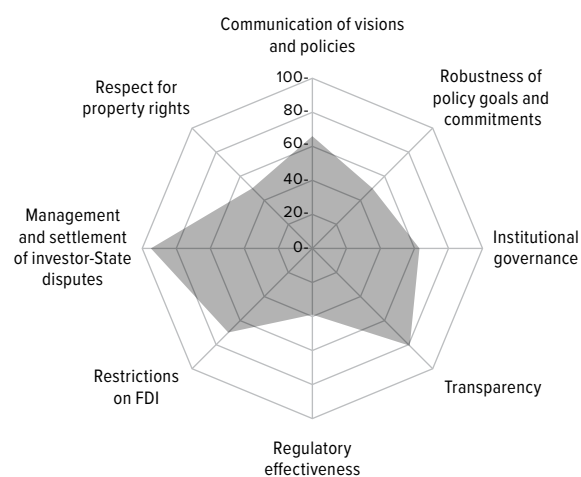 Communication of visions
and policies
Respect for
property rights
Robustness of
policy goals and
commitments
100-
80-
60-
40-
20-
0-
Management
and settlement
of investor-State
disputes
Institutional
governance
Restrictions
on FDI
Transparency
Regulatory
effectiveness